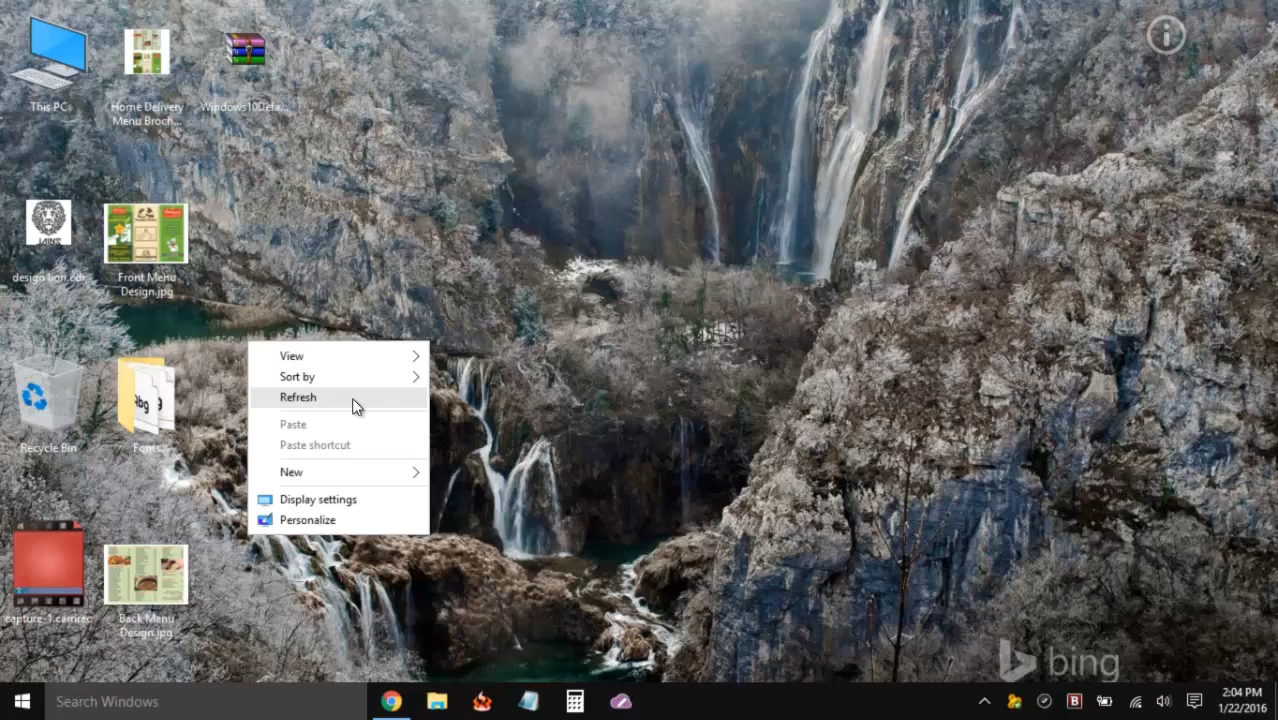 This PC
Home Delivery
Menu Broch...
Windows10Defa...
JAINS
design lion.cdr
Front Menu
Design.jpg
View
Sort by
Refresh
Paste
Paste shortcut
New
Display settings
Personalize
Recycle Bin
Abg
Fonts
capture-1.camrec
Back Menu
Design.jpg
bing
Search Windows
B
2:04 PM
1/22/2016